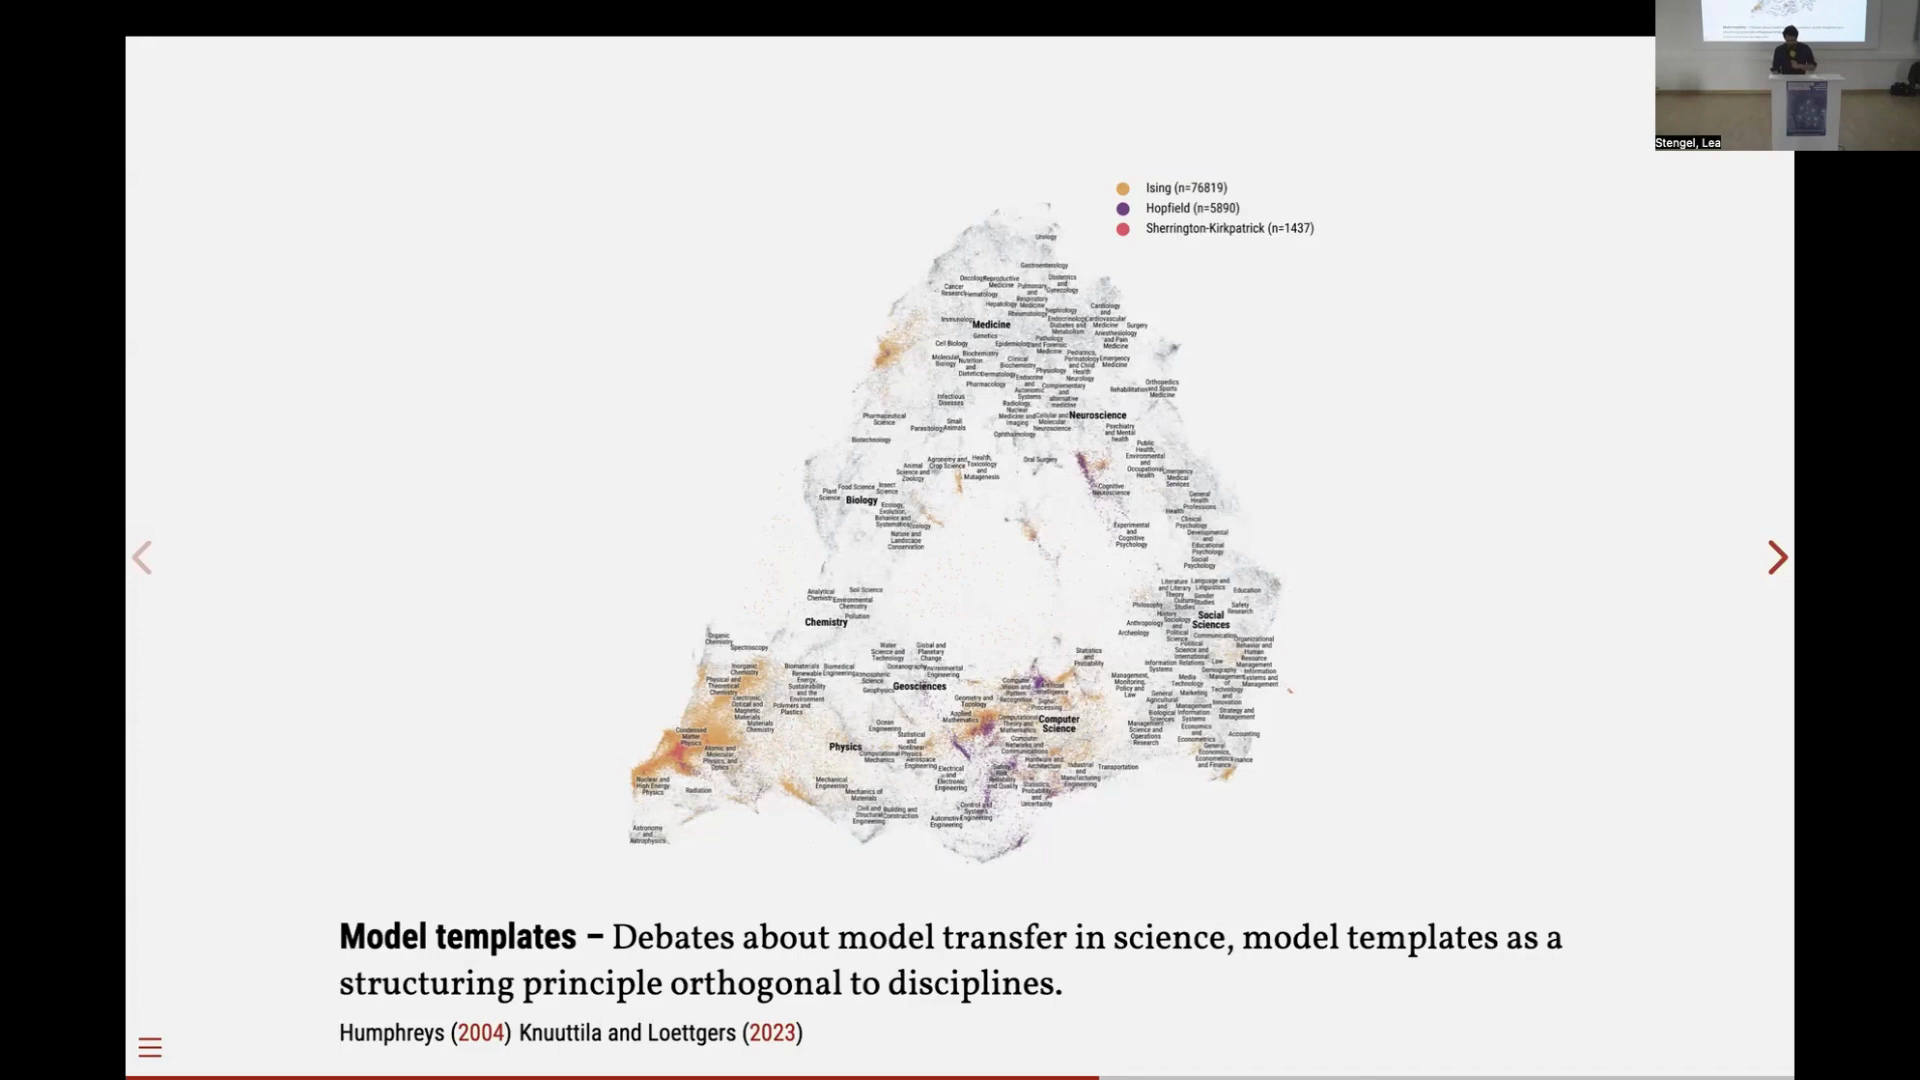 Stengel, Lea
Ising (n=76819)
Hopfield (n=5890)
Sherrington-Kirkpatrick (n=1437)
Urology
Gastroenterology
Obstetrics
and
Gynecology
Reproductive
Medicine
Cancer
Research
Hematology
Pulmonary
and
Respiratory
Medicine
Hepatology
Rheumatology
Nephrology
Cardiology
and
Cardiovascular
Medicine
Surgery
Immunology
Medicine
Endocrinology
Diabetes and
Metabolism
Anesthesiology
and Pain
Medicine
Genetics
Cell Biology
Epidemiology
Pathology
and Forensic
Medicine
Molecular
Biology
Biochemistry
Nutrition
and
Dietetics
Dermatology
Clinical
Biochemistry
Physiology
Pediatrics,
Perinatology
and Child
Health
Emergency
Medicine
Neurology
Pharmacology
Endocrine
and
Autonomic
Systems
Complementary
and
alternative
medicine
Rehabilitation
Orthopedics
and Sports
Medicine
Infectious
Diseases
Radiology,
Nuclear
Medicine and
Imaging
Cellular and
Molecular
Neuroscience
Neuroscience
Pharmaceutical
Science
Parasitology
Small
Animals
Ophthalmology
Psychiatry
and Mental
health
Biotechnology
Public
Health,
Environmental
and
Occupational
Health
Animal
Science and
Zoology
Agronomy and
Crop Science
Health,
Toxicology
and
Mutagenesis
Oral Surgery
Emergency
Medical
Services
Plant
Science
Food Science
Insect
Science
Biology
Cognitive
Neuroscience
General
Health
Professions
Ecology,
Evolution,
Behavior and
Systematics
Ecology
Health
Nature and
Landscape
Conservation
Experimental
and
Cognitive
Psychology
Clinical
Psychology
Developmental
and
Educational
Psychology
Social
Psychology
Analytical
Chemistry
Soil Science
Environmental
Chemistry
Pollution
Chemistry
Literature
and Literary
Theory
Language and
Linguistics
Education
Cultural
Studies
Gender
Studies
Philosophy
Safety
Research
History
Anthropology
Sociology
and
Political
Science
Social
Sciences
Archeology
Communication
Organic
Chemistry
Spectroscopy
Water
Science and
Technology
Global and
Planetary
Change
Statistics
and
Probability
Political
Science and
International
Relations
Law
Organizational
Behavior and
Human
Resource
Management
Inorganic
Chemistry
Biomaterials
Renewable
Energy,
Sustainability
and the
Environment
Biomedical
Engineering
Atmospheric
Science
Oceanography
Environmental
Engineering
Geophysics
Geosciences
Information
Systems
Demography
Information
Systems and
Management
Physical and
Theoretical
Chemistry
Computer
Vision and
Pattern
Recognition
Artificial
Intelligence
Management,
Monitoring,
Policy and
Law
Media
Technology
Management
of
Technology
and
Innovation
Electronic,
Optical and
Magnetic
Materials
Polymers and
Plastics
Geometry and
Topology
Signal
Processing
General
Agricultural
and
Biological
Sciences
Marketing
Management
Information
Systems
Strategy and
Management
Materials
Chemistry
Ocean
Engineering
Applied
Mathematics
Computational
Theory and
Mathematics
Computer
Science
Management
Science and
Operations
Research
Economics
and
Econometrics
Accounting
Condensed
Matter
Physics
Atomic and
Molecular
Physics, and
Optics
Physics
Statistical
and
Nonlinear
Physics
Computational
Mechanics
Aerospace
Engineering
Computer
Networks and
Communications
Hardware and
Architecture
General
Economics,
Econometrics
and Finance
Finance
Nuclear and
High Energy
Physics
Radiation
Mechanical
Engineering
Mechanics of
Materials
Electrical
and
Electronic
Engineering
Safety,
Risk,
Reliability
and Quality
Industrial
and
Manufacturing
Engineering
Transportation
Statistics,
Probability
and
Uncertainty
Civil and
Structural
Engineering
Building and
Construction
Automotive
Engineering
Control and
Systems
Engineering
Astronomy
and
Astrophysics
Model templates – Debates about model transfer in science, model templates as a
structuring principle orthogonal to disciplines.
Humphreys (2004) Knuuttila and Loettgers (2023)